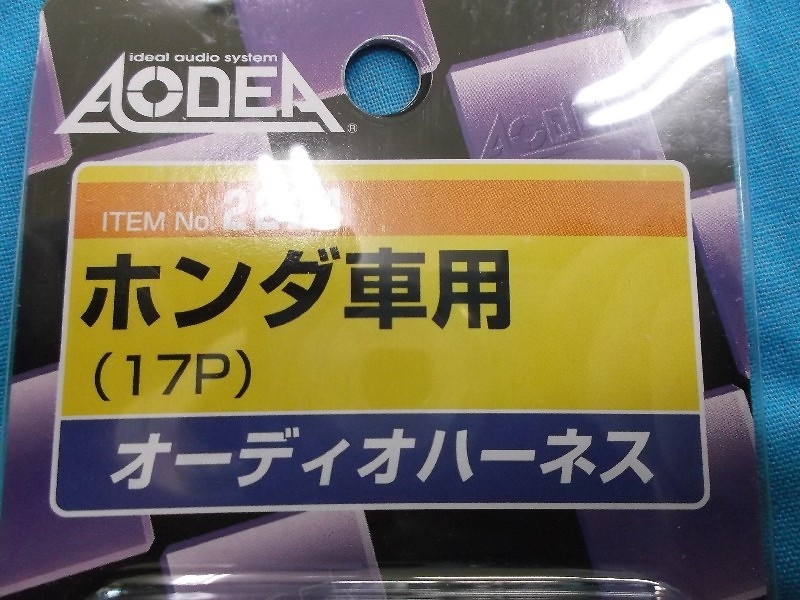 ideal audio system
AODEA®
ITEM No.
ホンダ車用
(17P)
オーディオハーネス